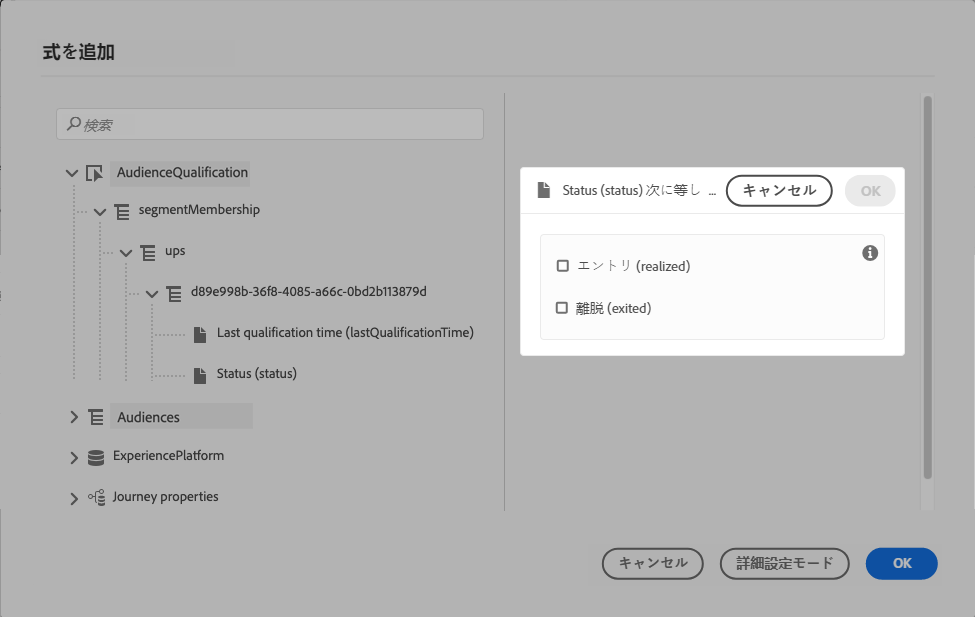 式を追加
検索
AudienceQualification
segmentMembership
ups
d89e998b-36f8-4085-a66c-0bd2b113879d
Last qualification time (lastQualificationTime)
Status (status)
Audiences
ExperiencePlatform
Journey properties
Status (status) 次に等し ... キャンセル OK
エントリ (realized)
離脱 (exited)
キャンセル 詳細設定モード OK